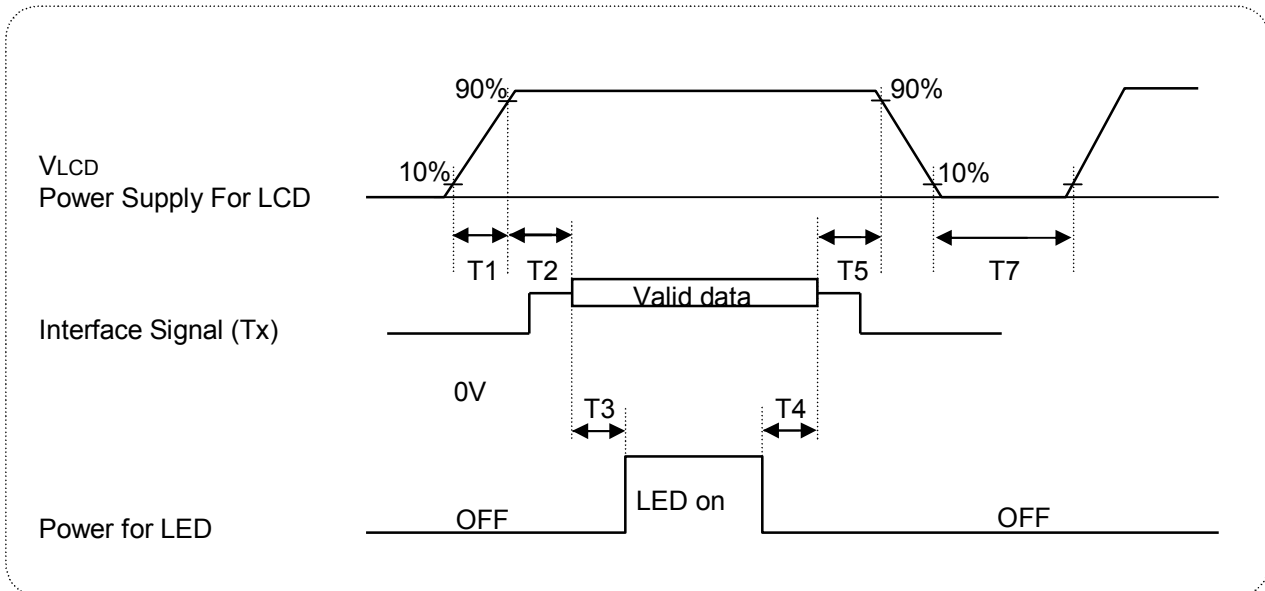 90%
90%
VLCD
10%
10%
Power Supply For LCD
T1
T2
T5
T7
Valid data
Interface Signal (Tx)
0V
T3
T4
LED on
Power for LED
OFF
OFF